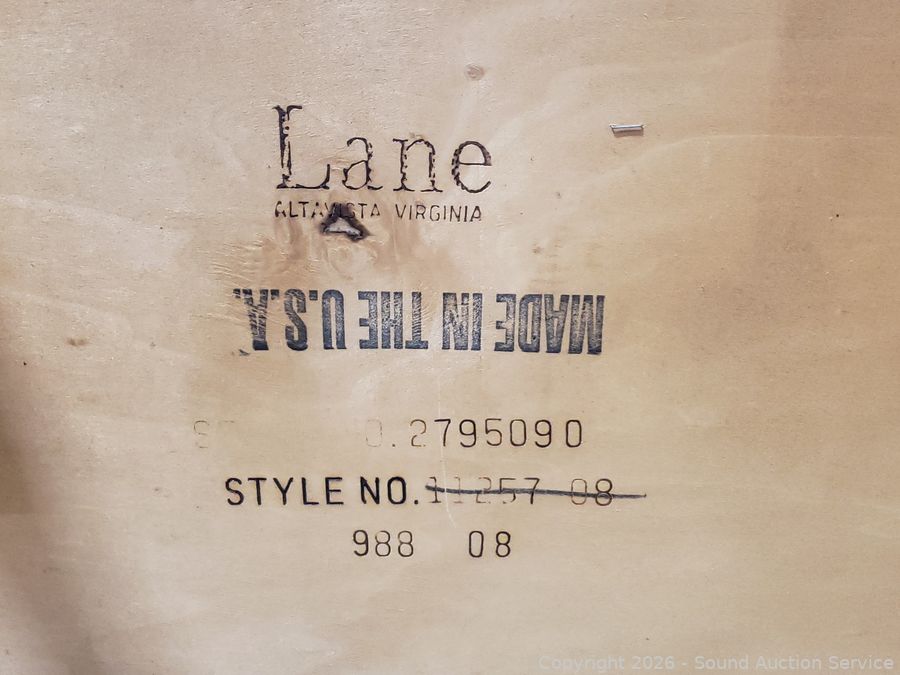 Lane
ALTAVISTA VIRGINIA
MADE IN THE U.S.A.
0.2795090
STYLE NO. 11257 08
988 08
Copyright 2026 - Sound Auction Service